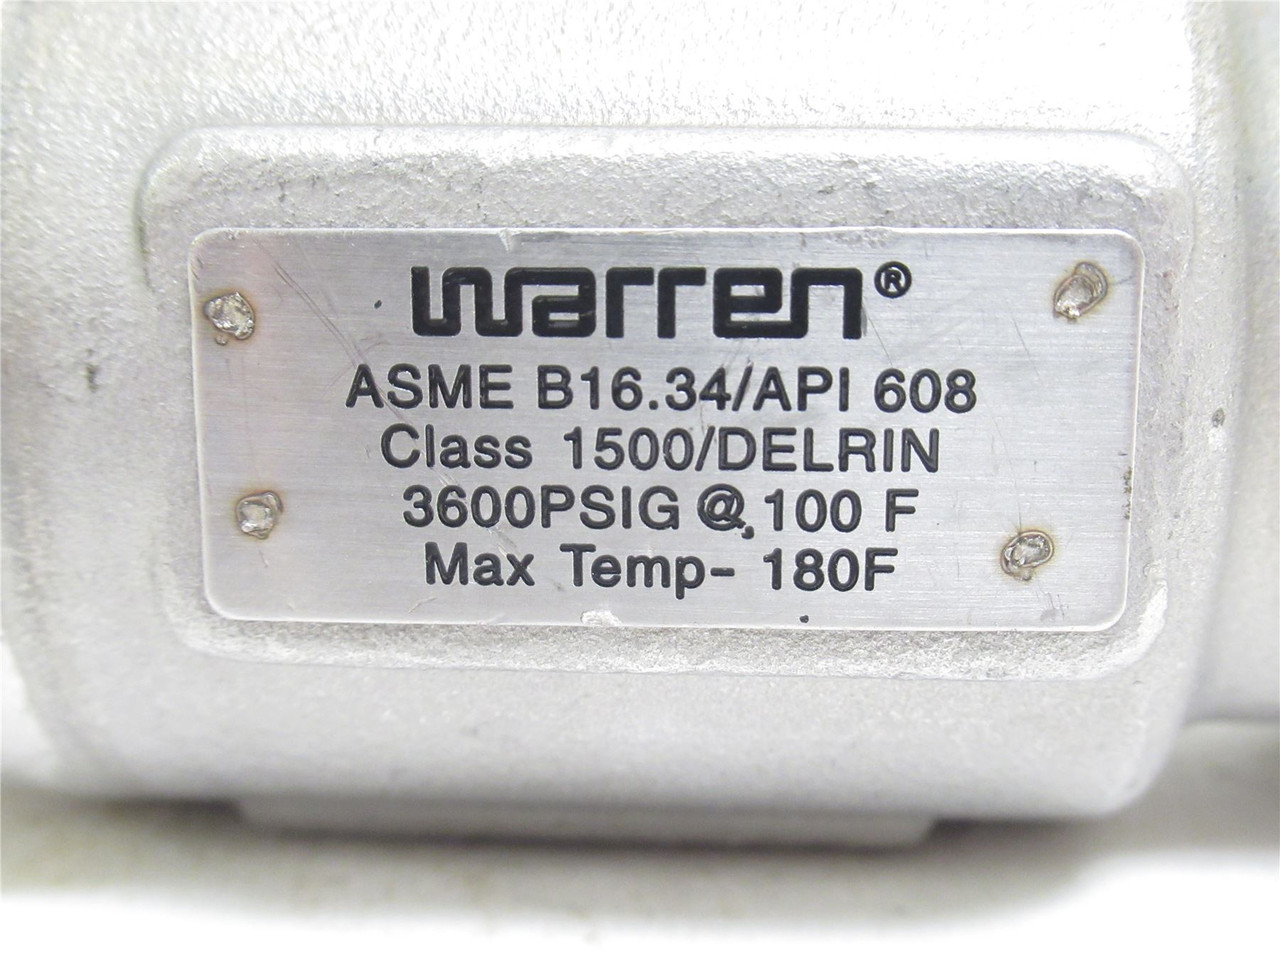 warren®
ASME B16.34/API 608
Class 1500/DELRIN
3600PSIG @ 100 F
Max Temp- 180F